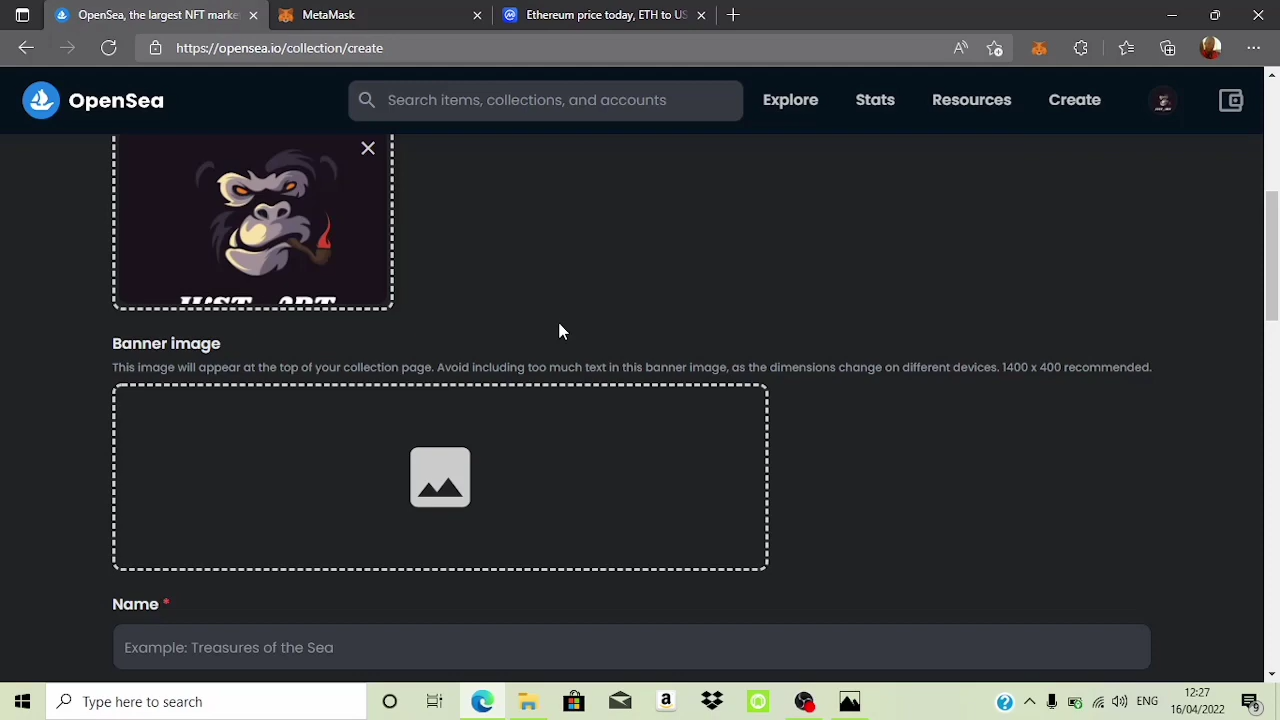 OpenSea, the largest NFT marke
MetaMask
Ethereum price today, ETH to US
https://opensea.io/collection/create
OpenSea
Search items, collections, and accounts
Explore
Stats
Resources
Create
Banner image
This image will appear at the top of your collection page. Avoid including too much text in this banner image, as the dimensions change on different devices. 1400 x 400 recommended.
Name *
Example: Treasures of the Sea
Type here to search
ENG
12:27
16/04/2022
9